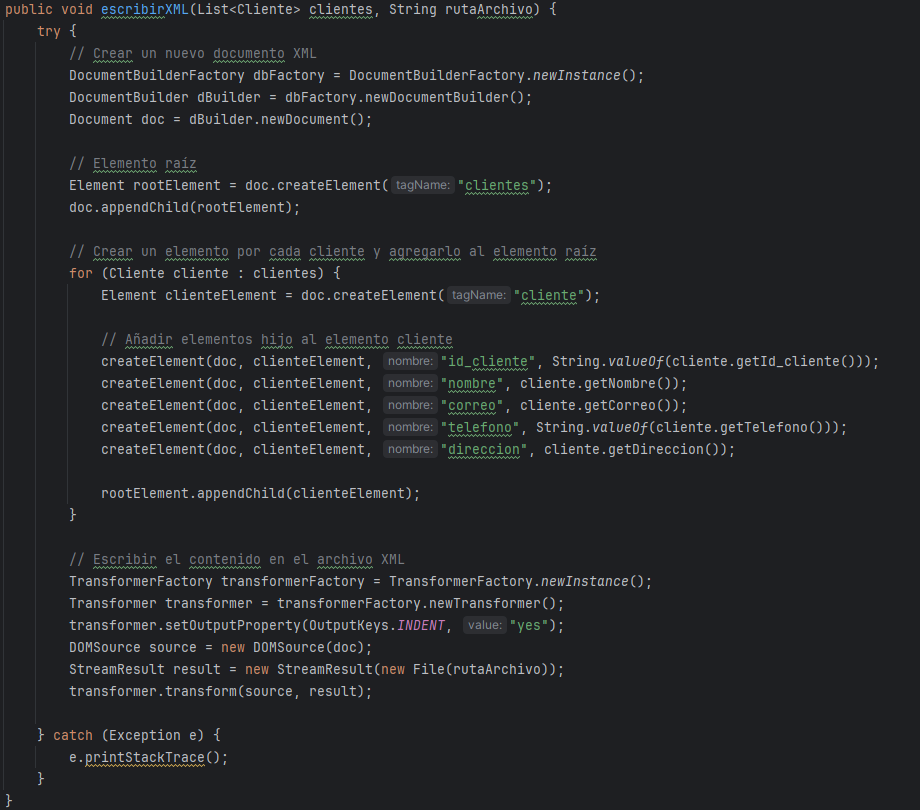 public void escribirXML(List<Cliente> clientes, String rutaArchivo) {
    try {
        // Crear un nuevo documento XML
        DocumentBuilderFactory dbFactory = DocumentBuilderFactory.newInstance();
        DocumentBuilder dBuilder = dbFactory.newDocumentBuilder();
        Document doc = dBuilder.newDocument();

        // Elemento raíz
        Element rootElement = doc.createElement( tagName: "clientes");
        doc.appendChild(rootElement);

        // Crear un elemento por cada cliente y agregarlo al elemento raíz
        for (Cliente cliente : clientes) {
            Element clienteElement = doc.createElement( tagName: "cliente");

            // Añadir elementos hijo al elemento cliente
            createElement(doc, clienteElement, nombre: "id_cliente", String.valueOf(cliente.getId_cliente()));
            createElement(doc, clienteElement, nombre: "nombre", cliente.getNombre());
            createElement(doc, clienteElement, nombre: "correo", cliente.getCorreo());
            createElement(doc, clienteElement, nombre: "telefono", String.valueOf(cliente.getTelefono()));
            createElement(doc, clienteElement, nombre: "direccion", cliente.getDireccion());

            rootElement.appendChild(clienteElement);
        }

        // Escribir el contenido en el archivo XML
        TransformerFactory transformerFactory = TransformerFactory.newInstance();
        Transformer transformer = transformerFactory.newTransformer();
        transformer.setOutputProperty(OutputKeys.INDENT, value: "yes");
        DOMSource source = new DOMSource(doc);
        StreamResult result = new StreamResult(new File(rutaArchivo));
        transformer.transform(source, result);

    } catch (Exception e) {
        e.printStackTrace();
    }
}